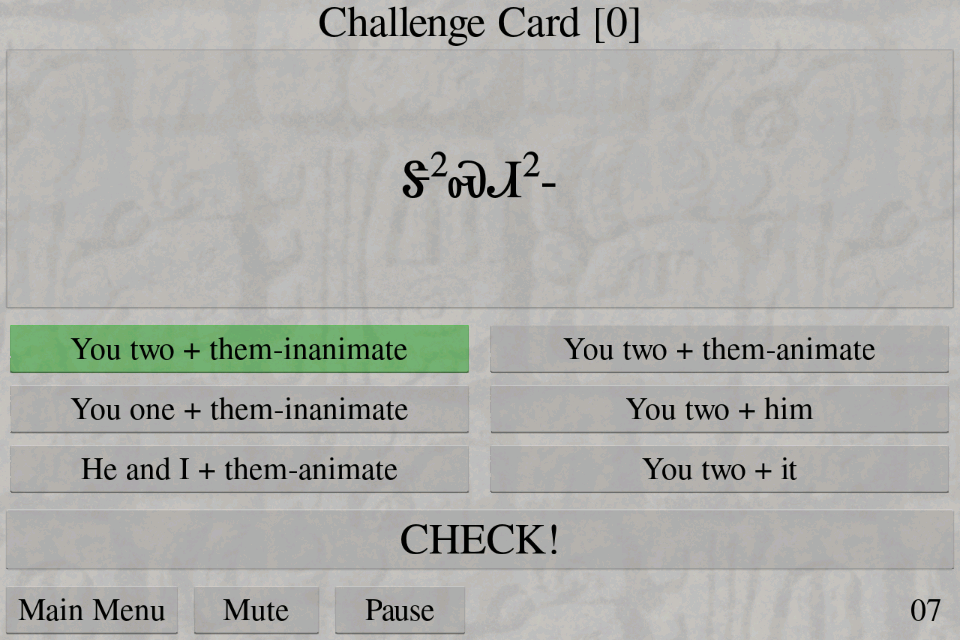 Challenge Card [0]
Ꮥ²ᏍᏗ²-
You two + them-inanimate
You two + them-animate
You one + them-inanimate
You two + him
He and I + them-animate
You two + it
CHECK!
Main Menu
Mute
Pause
07